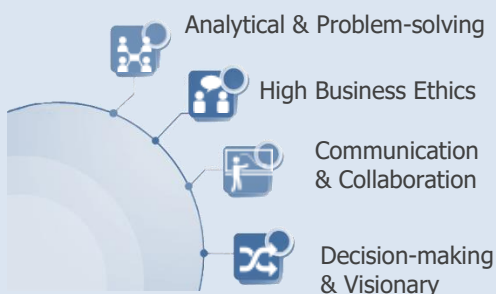 Analytical & Problem-solving
High Business Ethics
Communication
& Collaboration
Decision-making
& Visionary